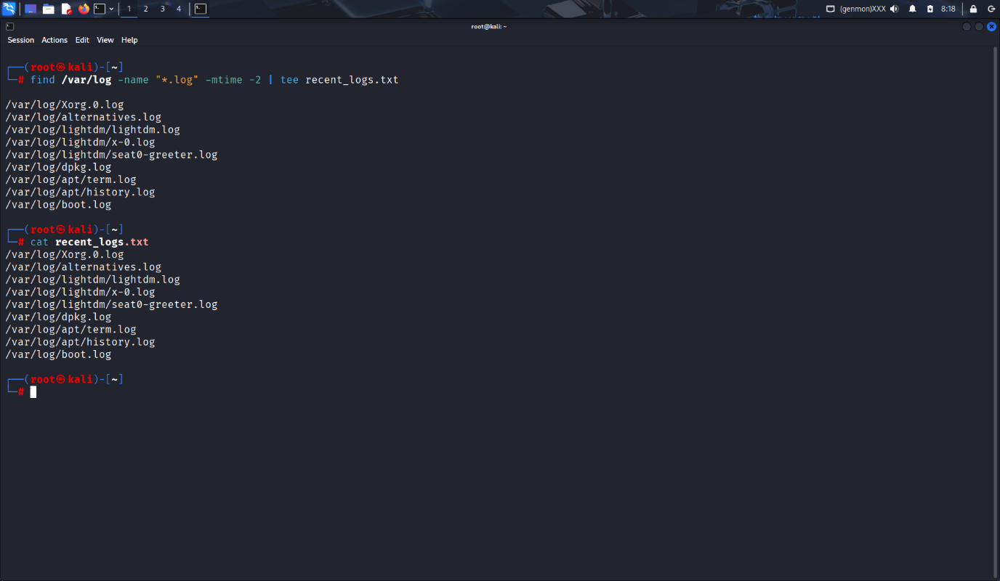 1 2 3 4 (genmon)XXX 8:18
root@kali: ~
Session Actions Edit View Help
┌──(root㉿kali)-[~]
└─# find /var/log -name "*.log" -mtime -2 | tee recent_logs.txt
/var/log/Xorg.0.log
/var/log/alternatives.log
/var/log/lightdm/lightdm.log
/var/log/lightdm/x-0.log
/var/log/lightdm/seat0-greeter.log
/var/log/dpkg.log
/var/log/apt/term.log
/var/log/apt/history.log
/var/log/boot.log
┌──(root㉿kali)-[~]
└─# cat recent_logs.txt
/var/log/Xorg.0.log
/var/log/alternatives.log
/var/log/lightdm/lightdm.log
/var/log/lightdm/x-0.log
/var/log/lightdm/seat0-greeter.log
/var/log/dpkg.log
/var/log/apt/term.log
/var/log/apt/history.log
/var/log/boot.log
┌──(root㉿kali)-[~]
└─#